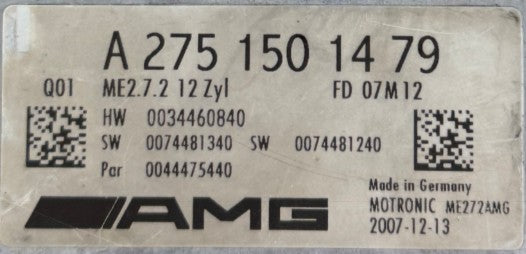 A 275 150 14 79
Q01 ME2.7.2 12 Zyl FD 07M12
HW 0034460840
SW 0074481340 SW 0074481240
Par 0044475440
Made in Germany
AMG MOTRONIC ME272AMG
2007-12-13